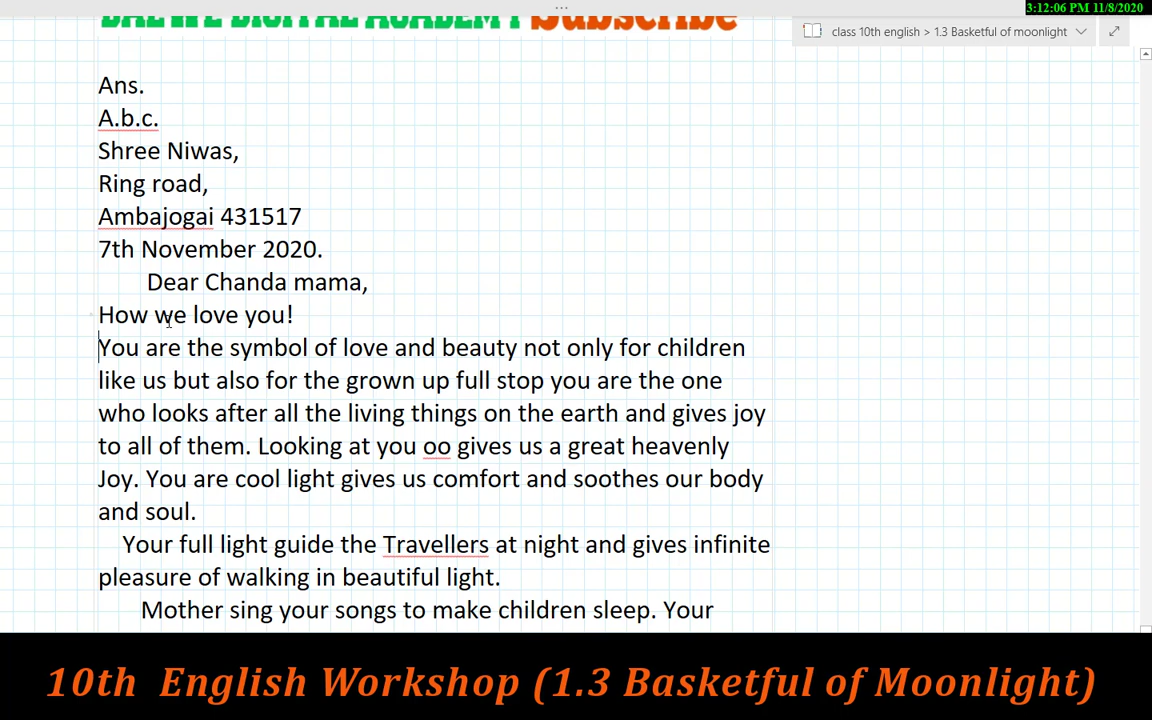 3:12:06 PM 11/8/2020
DIGITAL ACADEMY Subscribe
class 10th english > 1.3 Basketful of moonlight
Ans.
A.b.c.
Shree Niwas,
Ring road,
Ambajogai 431517
7th November 2020.
Dear Chanda mama,
How we love you!
You are the symbol of love and beauty not only for children
like us but also for the grown up full stop you are the one
who looks after all the living things on the earth and gives joy
to all of them. Looking at you oo gives us a great heavenly
Joy. You are cool light gives us comfort and soothes our body
and soul.
Your full light guide the Travellers at night and gives infinite
pleasure of walking in beautiful light.
Mother sing your songs to make children sleep. Your
10th English Workshop (1.3 Basketful of Moonlight)